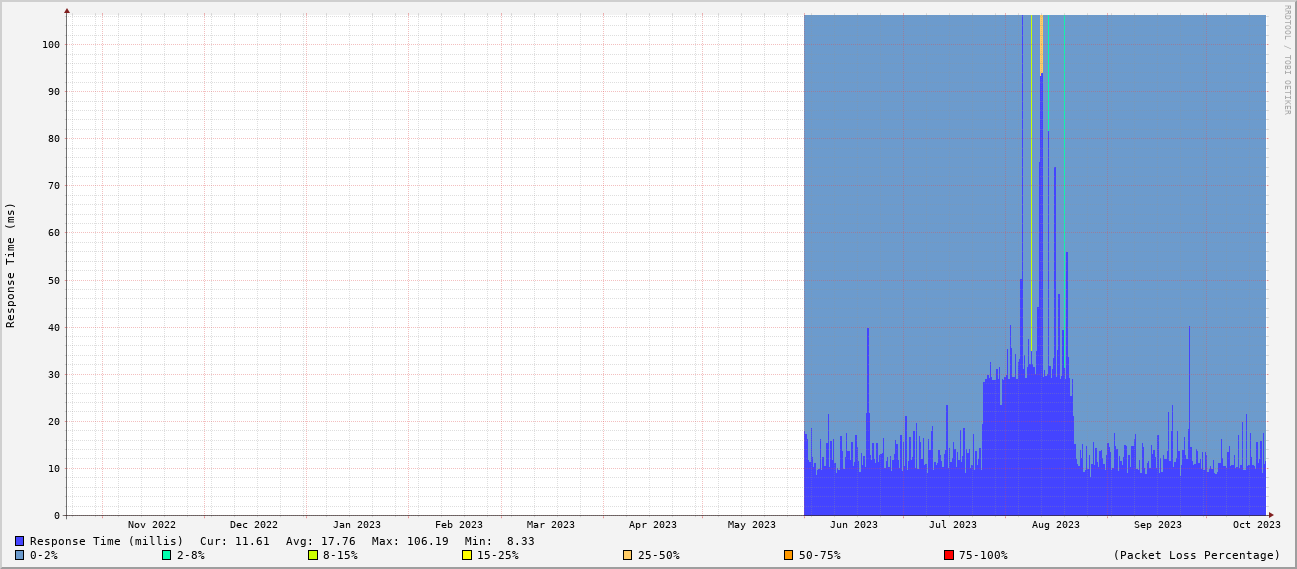 RRDTOOL / TOBI OETIKER
Response Time (ms)
100
90
80
70
60
50
40
30
20
10
0
Nov 2022 Dec 2022 Jan 2023 Feb 2023 Mar 2023 Apr 2023 May 2023 Jun 2023 Jul 2023 Aug 2023 Sep 2023 Oct 2023
Response Time (millis) Cur: 11.61 Avg: 17.76 Max: 106.19 Min: 8.33
0-2% 2-8% 8-15% 15-25% 25-50% 50-75% 75-100% (Packet Loss Percentage)